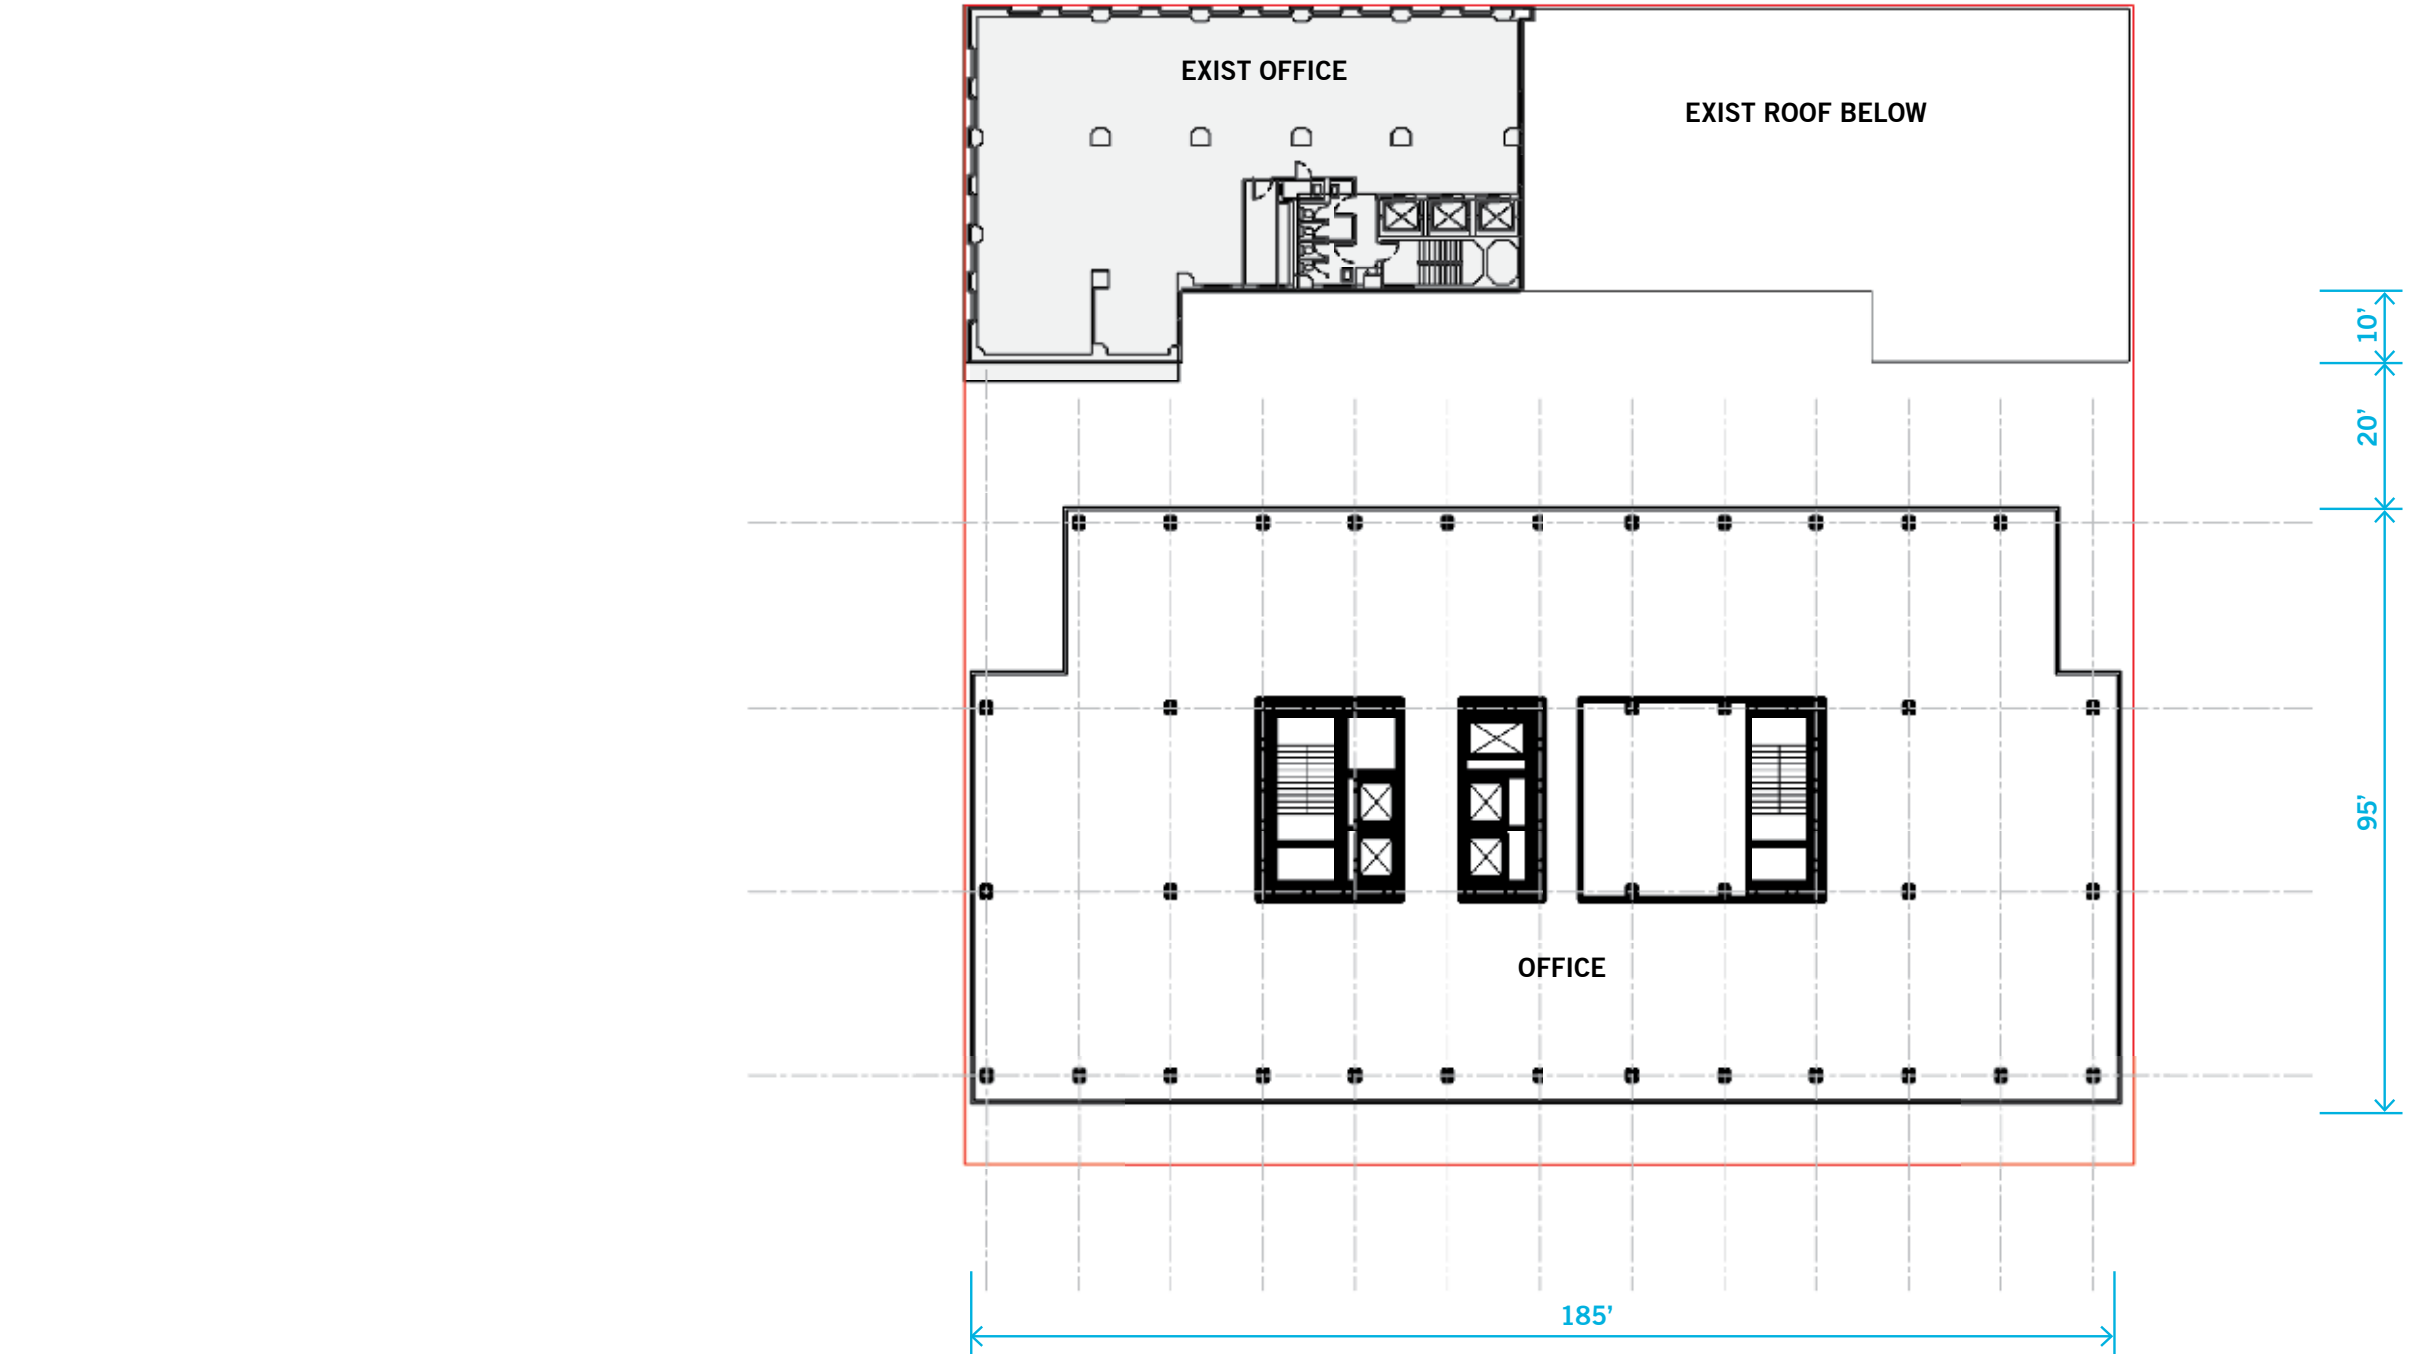 EXIST OFFICE
EXIST ROOF BELOW
10’
20’
95’
OFFICE
185’